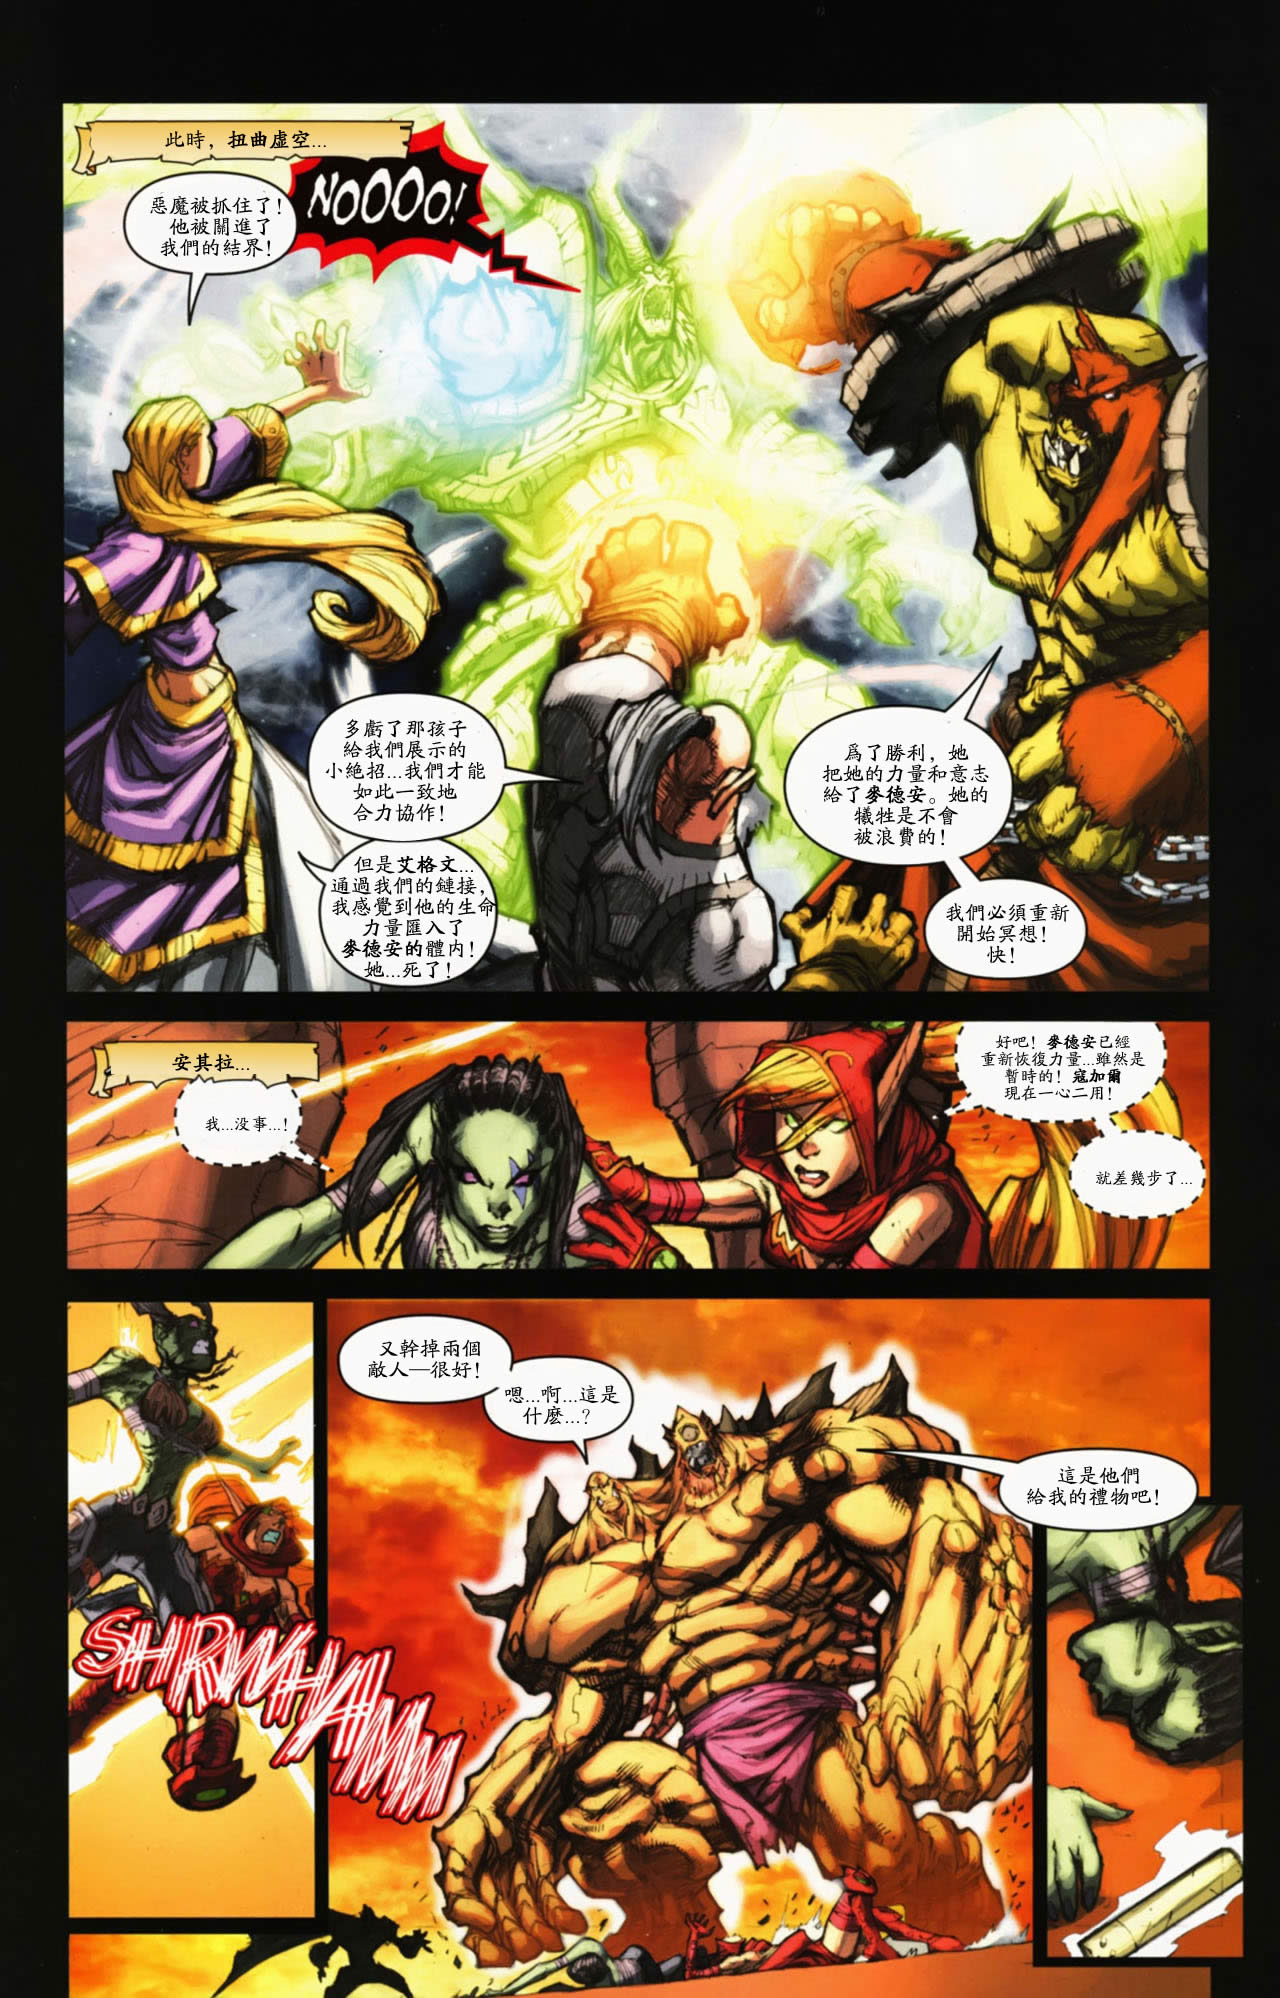 此時，扭曲虛空...
NOOOO!
惡魔被抓住了！
他被關進了
我們的結界！
多虧了那孩子
給我們展示的
小絶招...我們才能
如此一致地
合力協作！
爲了勝利，她
把她的力量和意志
給了麥德安。她的
犧牲是不會
被浪費的！
但是艾格文...
通過我們的鏈接，
我感覺到他的生命
力量匯入了
麥德安的體内！
她...死了！
我們必須重新
開始冥想！
快！
安其拉...
我...没事...！
好吧！麥德安已經
重新恢復力量...雖然是
暫時的！寇加爾
現在一心二用！
就差幾步了...
又幹掉兩個
敵人—很好！
嗯...啊...這是
什麽...？
這是他們
給我的禮物吧！
SHRWWHAMMM